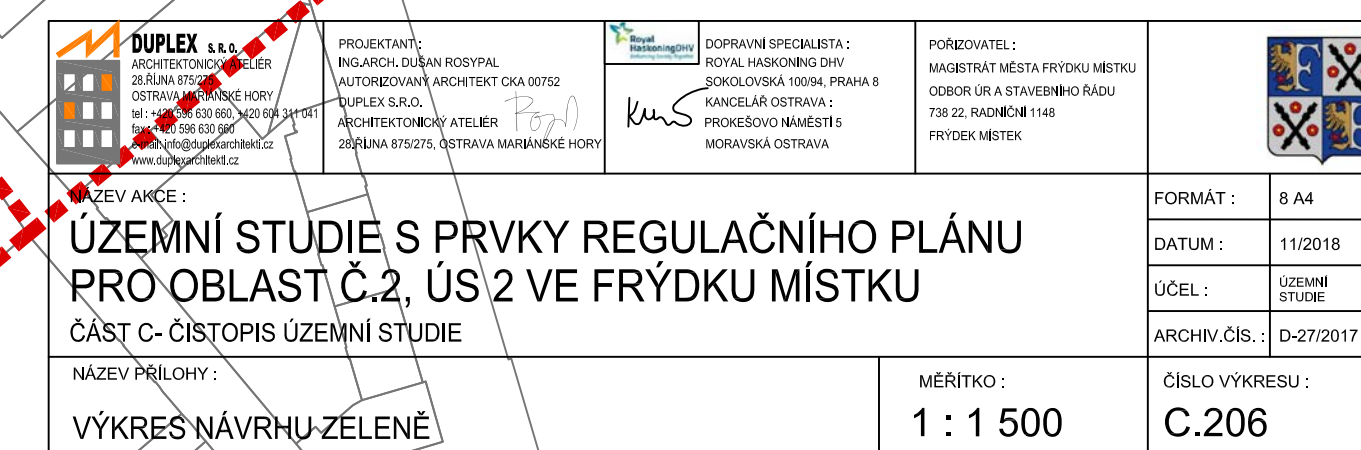 DUPLEX S. R. O.
ARCHITEKTONICKÝ ATELIÉR
28.ŘÍJNA 875/275
OSTRAVA MARIÁNSKÉ HORY
tel : +420 596 630 660, +420 604 311 041
fax : +420 596 630 660
e-mail: info@duplexarchitekti.cz
www.duplexarchitekti.cz
PROJEKTANT :
ING.ARCH. DUŠAN ROSYPAL
AUTORIZOVANÝ ARCHITEKT CKA 00752
DUPLEX S.R.O.
ARCHITEKTONICKÝ ATELIÉR
28.ŘÍJNA 875/275, OSTRAVA MARIÁNSKÉ HORY
Royal
HaskoningDHV
Enhancing Society Together
DOPRAVNÍ SPECIALISTA :
ROYAL HASKONING DHV
SOKOLOVSKÁ 100/94, PRAHA 8
KANCELÁŘ OSTRAVA :
PROKEŠOVO NÁMĚSTÍ 5
MORAVSKÁ OSTRAVA
POŘIZOVATEL :
MAGISTRÁT MĚSTA FRÝDKU MÍSTKU
ODBOR ÚR A STAVEBNÍHO ŘÁDU
738 22, RADNIČNÍ 1148
FRÝDEK MÍSTEK
NÁZEV AKCE :
ÚZEMNÍ STUDIE S PRVKY REGULAČNÍHO PLÁNU
PRO OBLAST Č.2, ÚS 2 VE FRÝDKU MÍSTKU
ČÁST C- ČISTOPIS ÚZEMNÍ STUDIE
FORMÁT : 8 A4
DATUM : 11/2018
ÚČEL : ÚZEMNÍ
STUDIE
ARCHIV.ČÍS. : D-27/2017
NÁZEV PŘÍLOHY :
VÝKRES NÁVRHU ZELENĚ
MĚŘÍTKO :
1 : 1 500
ČÍSLO VÝKRESU :
C.206